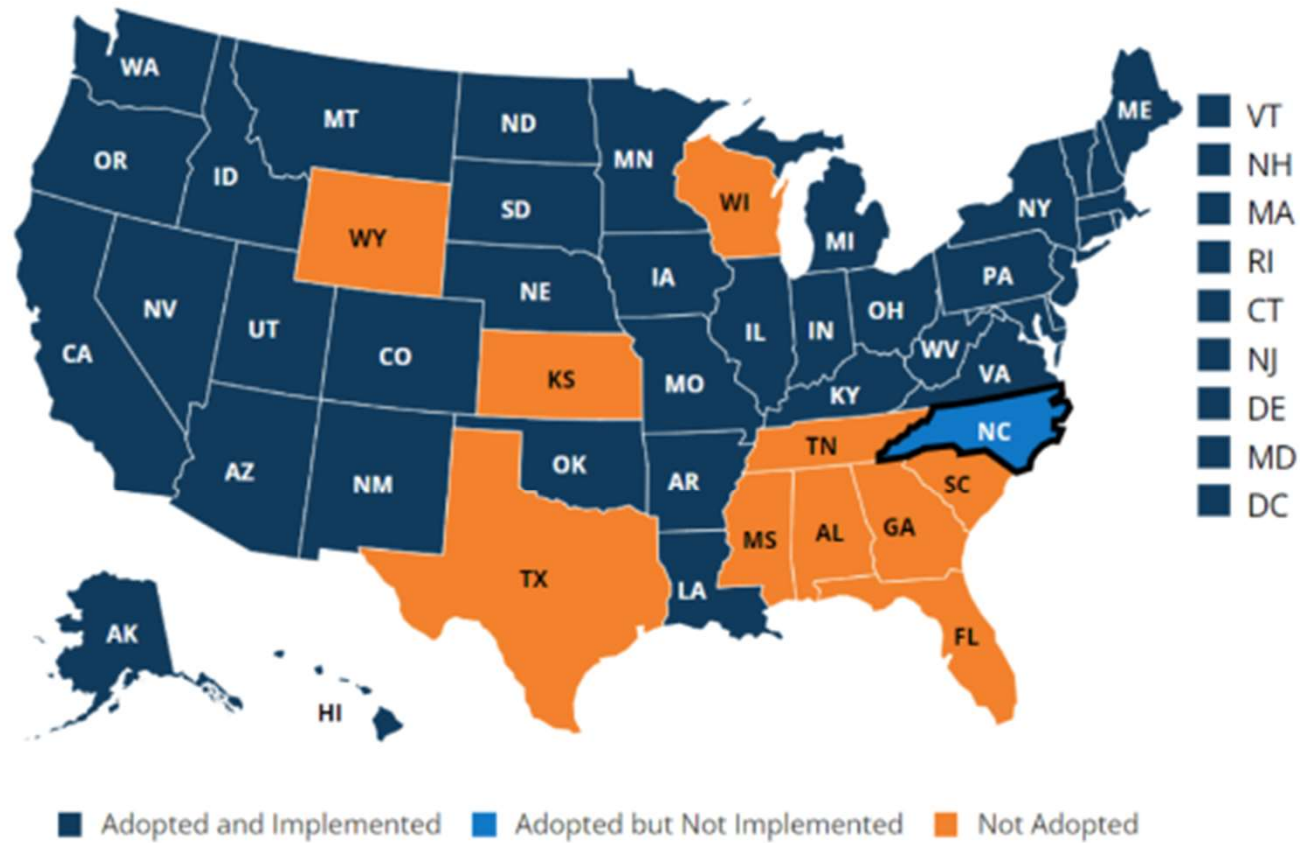 WA
MT
ND
MN
ME
VT
OR
ID
SD
WI
NY
NH
WY
MI
MA
NV
UT
NE
IA
PA
RI
CA
CO
IL
IN
OH
WV
CT
KS
MO
KY
VA
NJ
AZ
NM
OK
AR
TN
NC
DE
MS
AL
GA
SC
MD
TX
LA
FL
DC
AK
HI
Adopted and Implemented
Adopted but Not Implemented
Not Adopted